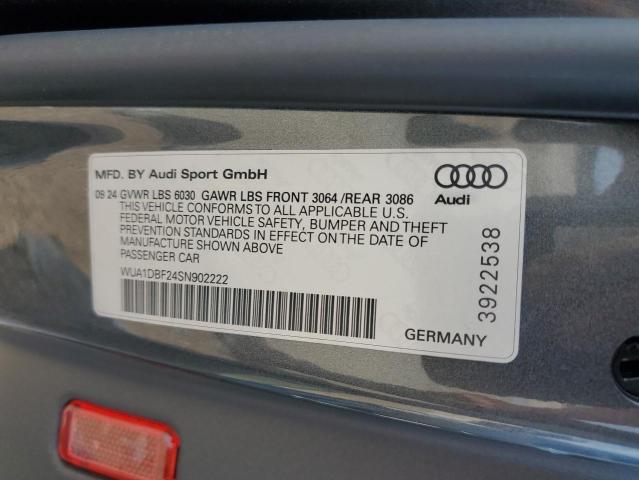 MFD. BY Audi Sport GmbH
09 24 GVWR LBS 6030 GAWR LBS FRONT 3064 /REAR 3086
THIS VEHICLE CONFORMS TO ALL APPLICABLE U.S.
FEDERAL MOTOR VEHICLE SAFETY, BUMPER AND THEFT
PREVENTION STANDARDS IN EFFECT ON THE DATE OF
MANUFACTURE SHOWN ABOVE
PASSENGER CAR
WUA1DBF24SN902222
Audi
3922538
GERMANY